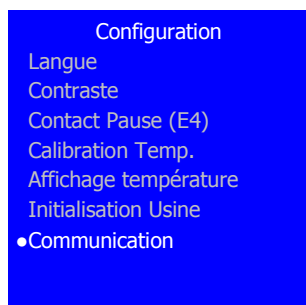 Configuration
Langue
Contraste
Contact Pause (E4)
Calibration Temp.
Affichage température
Initialisation Usine
●Communication